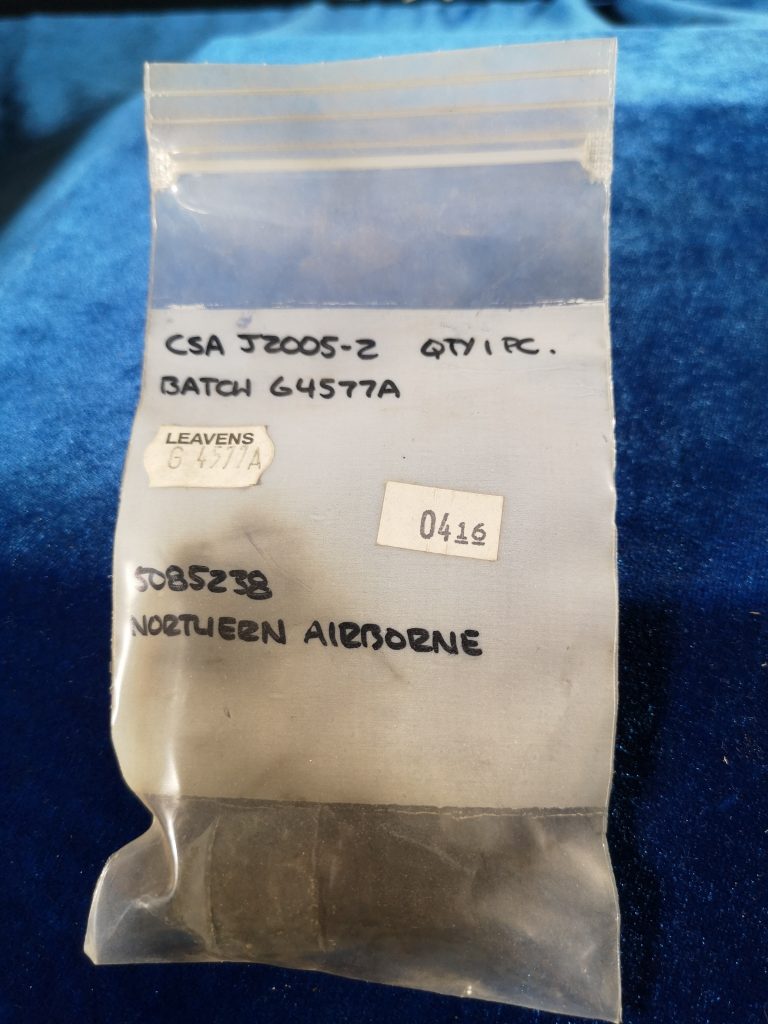 CSA J2005-2 QTY 1 PC.
BATCH G4577A
LEAVENS
G 4577A
0416
5085238
NORTHERN AIRBORNE